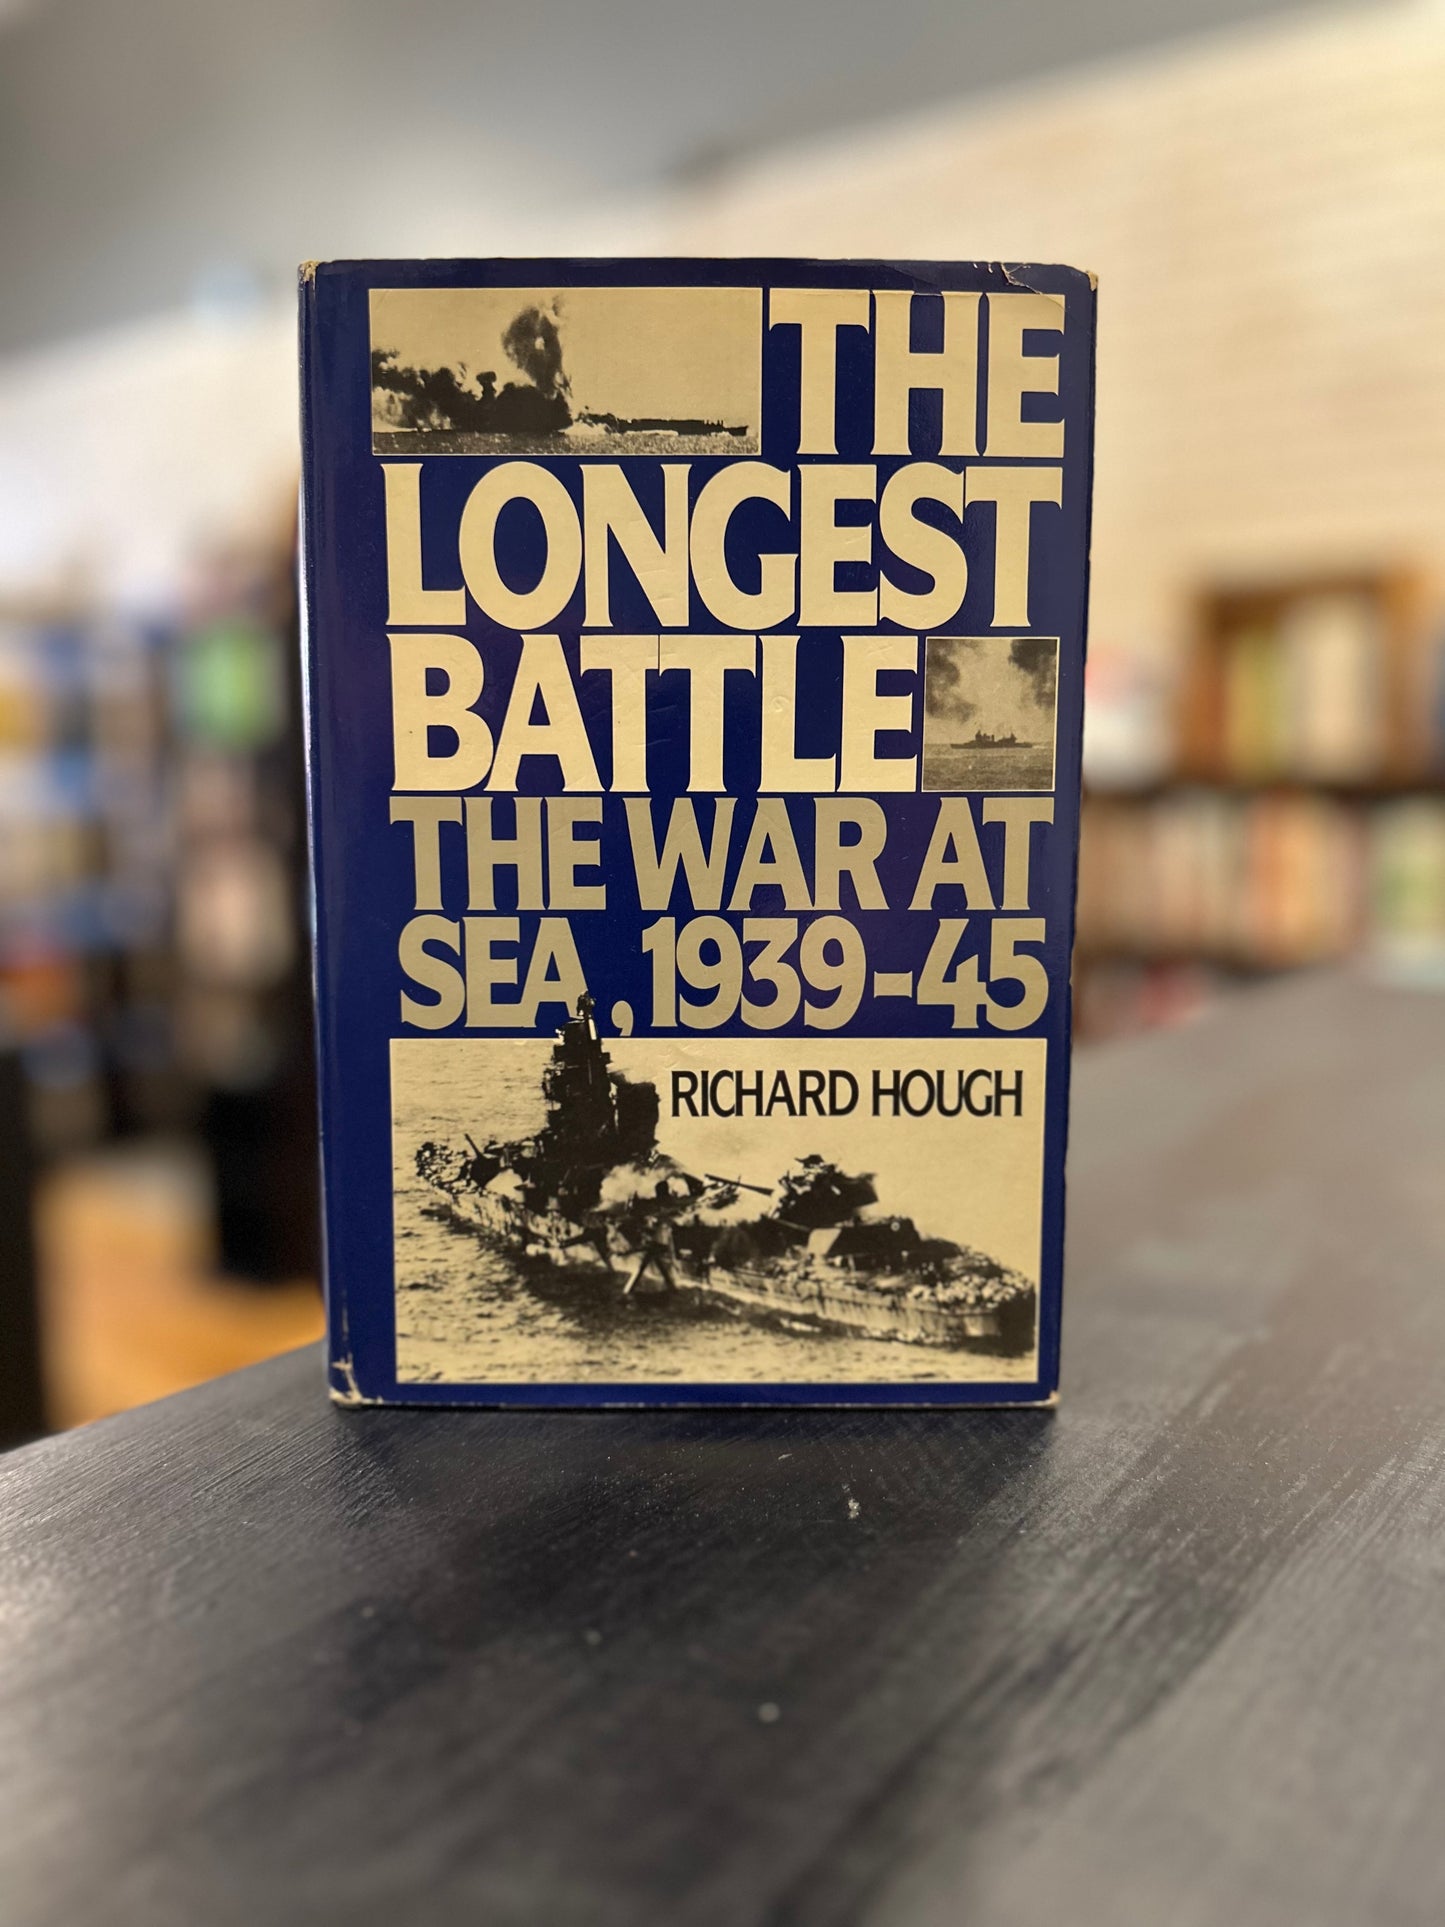 THE
LONGEST
BATTLE
THE WAR AT
SEA, 1939-45
RICHARD HOUGH